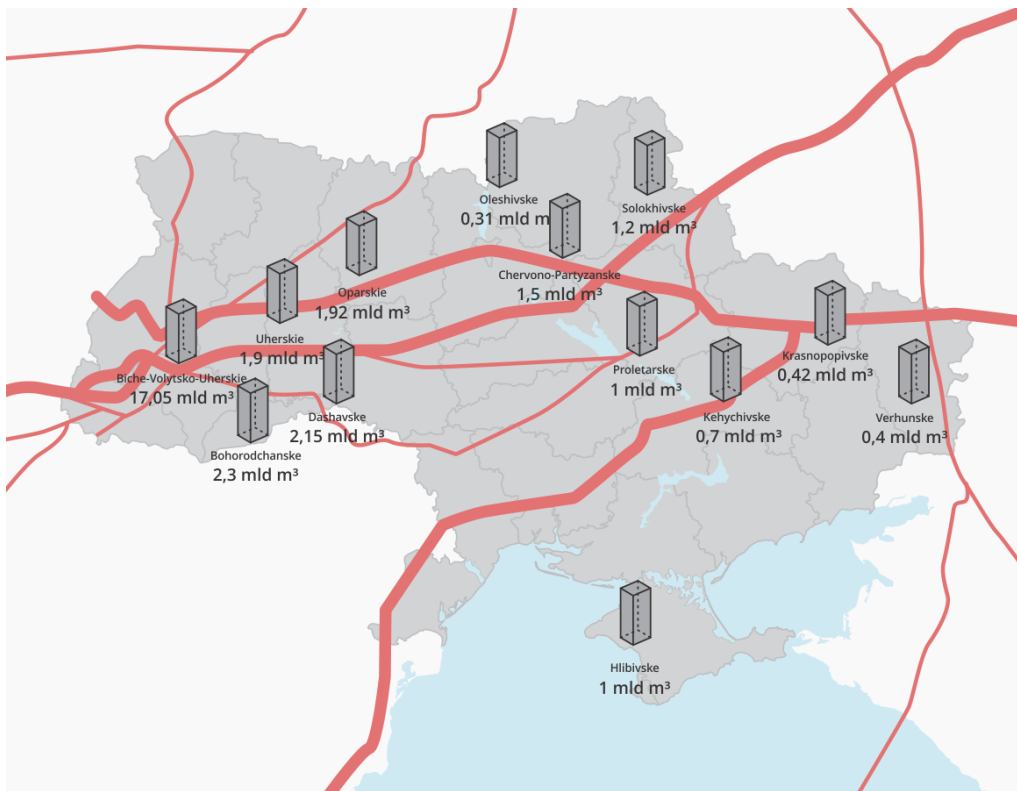 Oleshivske
0,31 mld m
Solokhivske
1,2 mld m³
Chervono-Partyzanske
1,5 mld m³
Oparskie
1,92 mld m³
Uherskie
1,9 mld m³
Biche-Volytsko-Uherskie
17,05 mld m³
Krasnopopivske
0,42 mld m³
Proletarske
1 mld m³
Kehychivske
0,7 mld m³
Verhunske
0,4 mld m³
Dashavske
2,15 mld m³
Bohorodchanske
2,3 mld m³
Hlibivske
1 mld m³